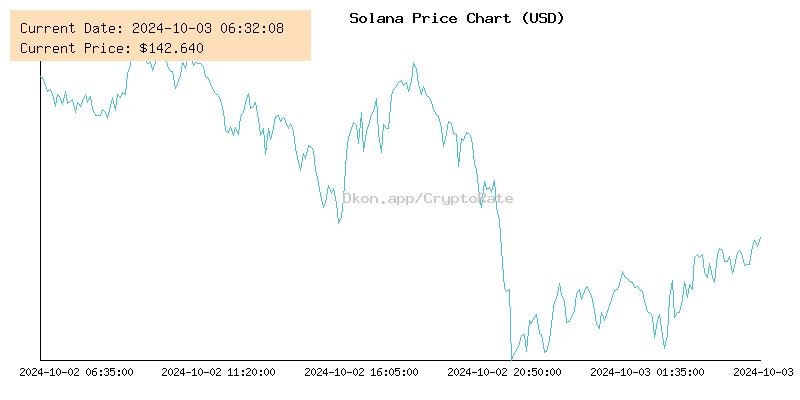 Solana Price Chart (USD)
Current Date: 2024-10-03 06:32:08
Current Price: $142.640
Dkon.app/CryptoRate
2024-10-02 06:35:00 2024-10-02 11:20:00 2024-10-02 16:05:00 2024-10-02 20:50:00 2024-10-03 01:35:00 2024-10-03